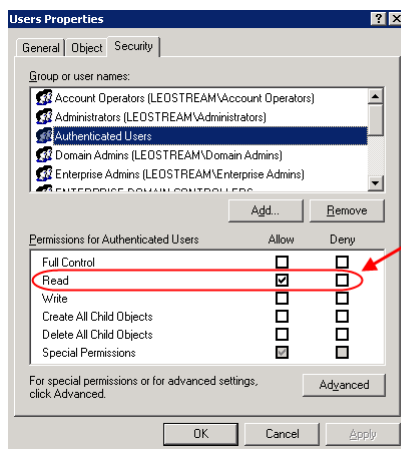 Users Properties
General Object Security
Group or user names:
Account Operators (LEOSTREAM\Account Operators)
Administrators (LEOSTREAM\Administrators)
Authenticated Users
Domain Admins (LEOSTREAM\Domain Admins)
Enterprise Admins (LEOSTREAM\Enterprise Admins)
ENTERPRISE DOMAIN CONTROLLERS
Add... Remove
Permissions for Authenticated Users Allow Deny
Full Control
Read
Write
Create All Child Objects
Delete All Child Objects
Special Permissions
For special permissions or for advanced settings,
click Advanced.
Advanced
OK Cancel Apply